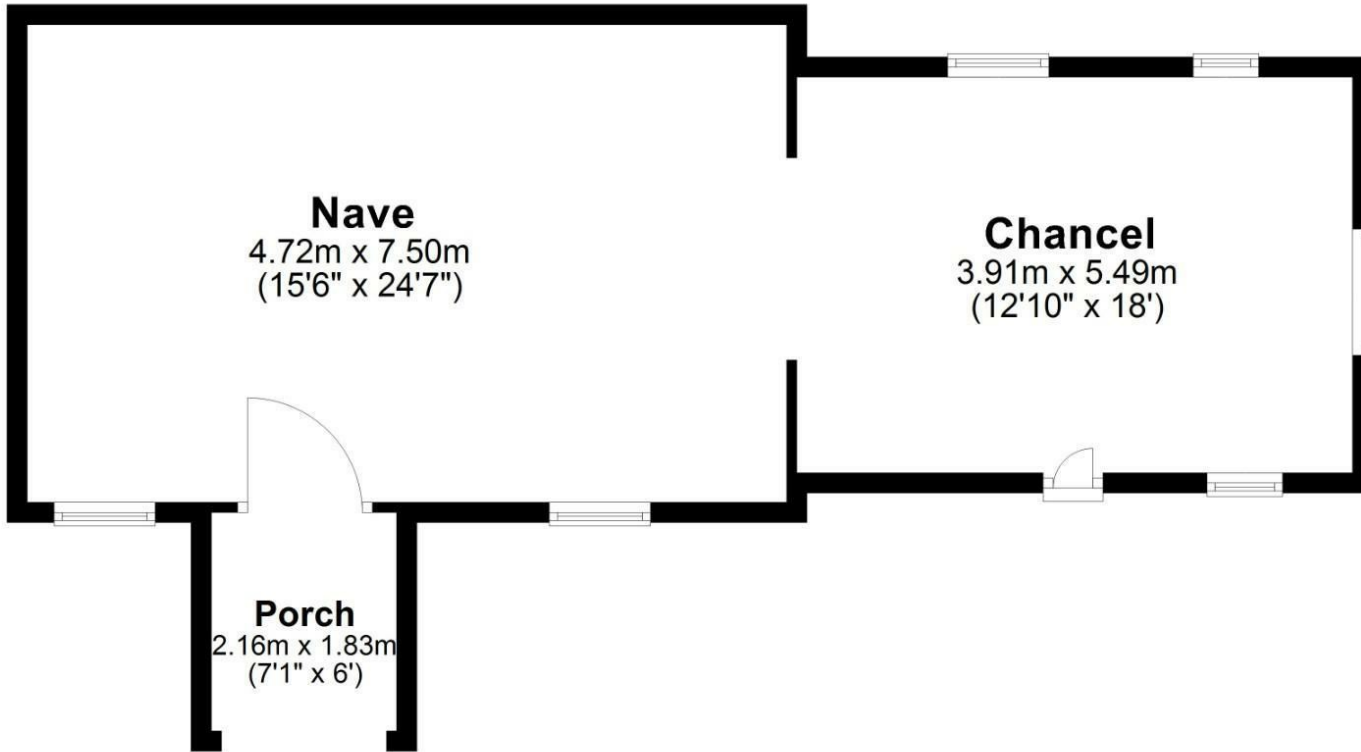 Nave
4.72m x 7.50m
(15'6" x 24'7")
Chancel
3.91m x 5.49m
(12'10" x 18')
Porch
2.16m x 1.83m
(7'1" x 6')